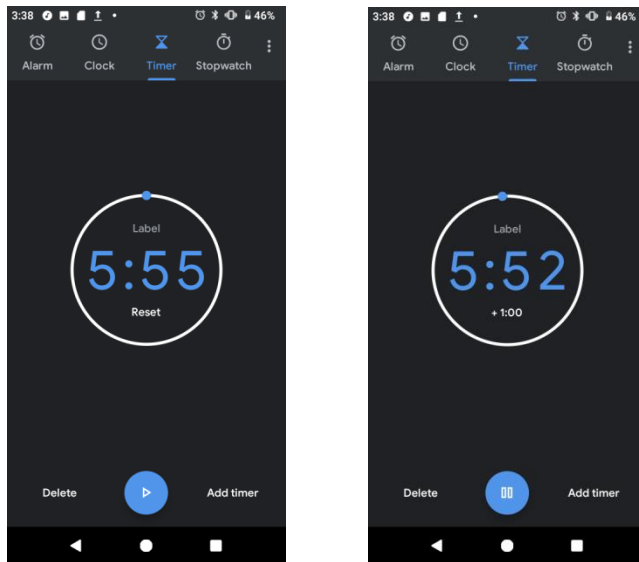 3:38 46%
Alarm Clock Timer Stopwatch
Label
5:55
Reset
Delete Add timer
3:38 46%
Alarm Clock Timer Stopwatch
Label
5:52
+ 1:00
Delete Add timer